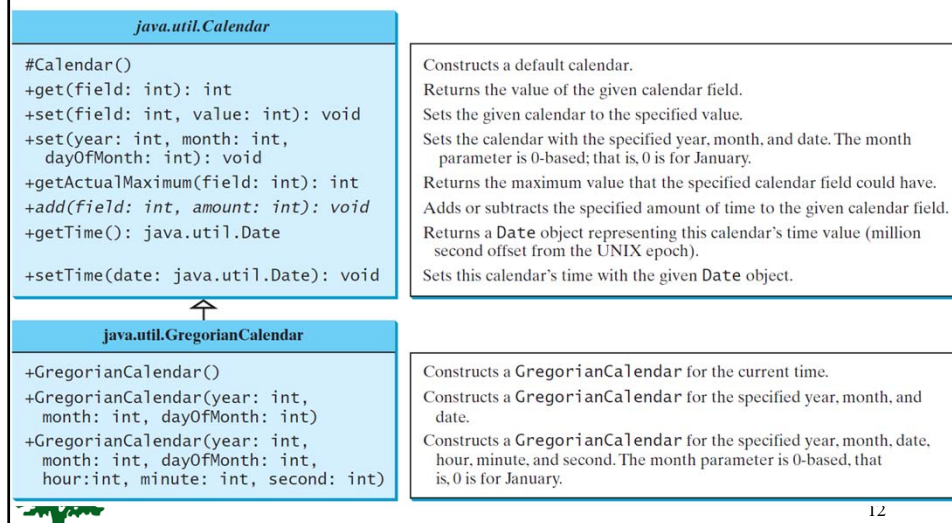 java.util.Calendar
#Calendar()
Constructs a default calendar.
+get(field: int): int
Returns the value of the given calendar field.
+set(field: int, value: int): void
Sets the given calendar to the specified value.
+set(year: int, month: int,
dayOfMonth: int): void
Sets the calendar with the specified year, month, and date. The month
parameter is 0-based; that is, 0 is for January.
+getActualMaximum(field: int): int
Returns the maximum value that the specified calendar field could have.
+add(field: int, amount: int): void
Adds or subtracts the specified amount of time to the given calendar field.
+getTime(): java.util.Date
Returns a Date object representing this calendar's time value (million
second offset from the UNIX epoch).
+setTime(date: java.util.Date): void
Sets this calendar's time with the given Date object.
java.util.GregorianCalendar
+GregorianCalendar()
Constructs a GregorianCalendar for the current time.
+GregorianCalendar(year: int,
month: int, dayOfMonth: int)
Constructs a GregorianCalendar for the specified year, month, and
date.
+GregorianCalendar(year: int,
month: int, dayOfMonth: int,
hour:int, minute: int, second: int)
Constructs a GregorianCalendar for the specified year, month, date,
hour, minute, and second. The month parameter is 0-based, that
is, 0 is for January.
12